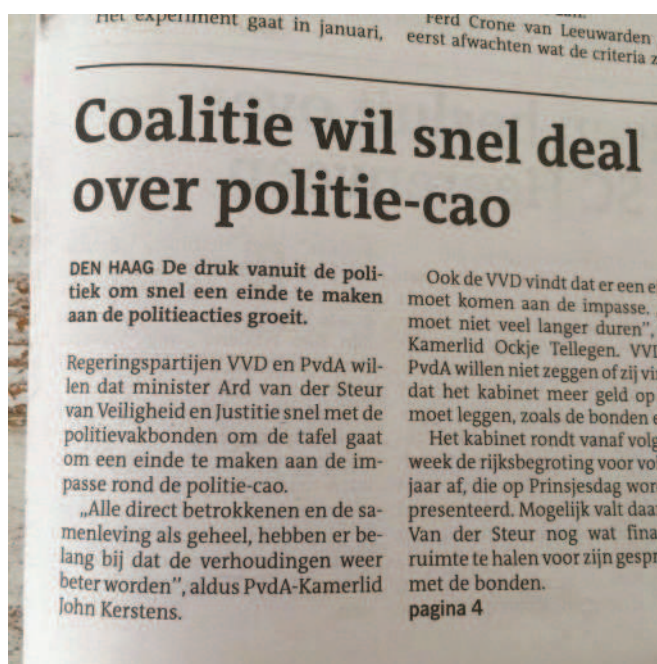 Het experiment gaat in januari,
Ferd Crone van Leeuwarden
eerst afwachten wat de criteria z
Coalitie wil snel deal
over politie-cao
DEN HAAG De druk vanuit de poli-
tiek om snel een einde te maken
aan de politieacties groeit.
Regeringspartijen VVD en PvdA wil-
len dat minister Ard van der Steur
van Veiligheid en Justitie snel met de
politievakbonden om de tafel gaat
om een einde te maken aan de im-
passe rond de politie-cao.
„Alle direct betrokkenen en de sa-
menleving als geheel, hebben er be-
lang bij dat de verhoudingen weer
beter worden”, aldus PvdA-Kamerlid
John Kerstens.
Ook de VVD vindt dat er een e
moet komen aan de impasse.
moet niet veel langer duren”,
Kamerlid Ockje Tellegen. VVD
PvdA willen niet zeggen of zij vi
dat het kabinet meer geld op
moet leggen, zoals de bonden e
Het kabinet rondt vanaf volg
week de rijksbegroting voor vo
jaar af, die op Prinsjesdag wor
presenteerd. Mogelijk valt daa
Van der Steur nog wat fina
ruimte te halen voor zijn gespr
met de bonden.
pagina 4